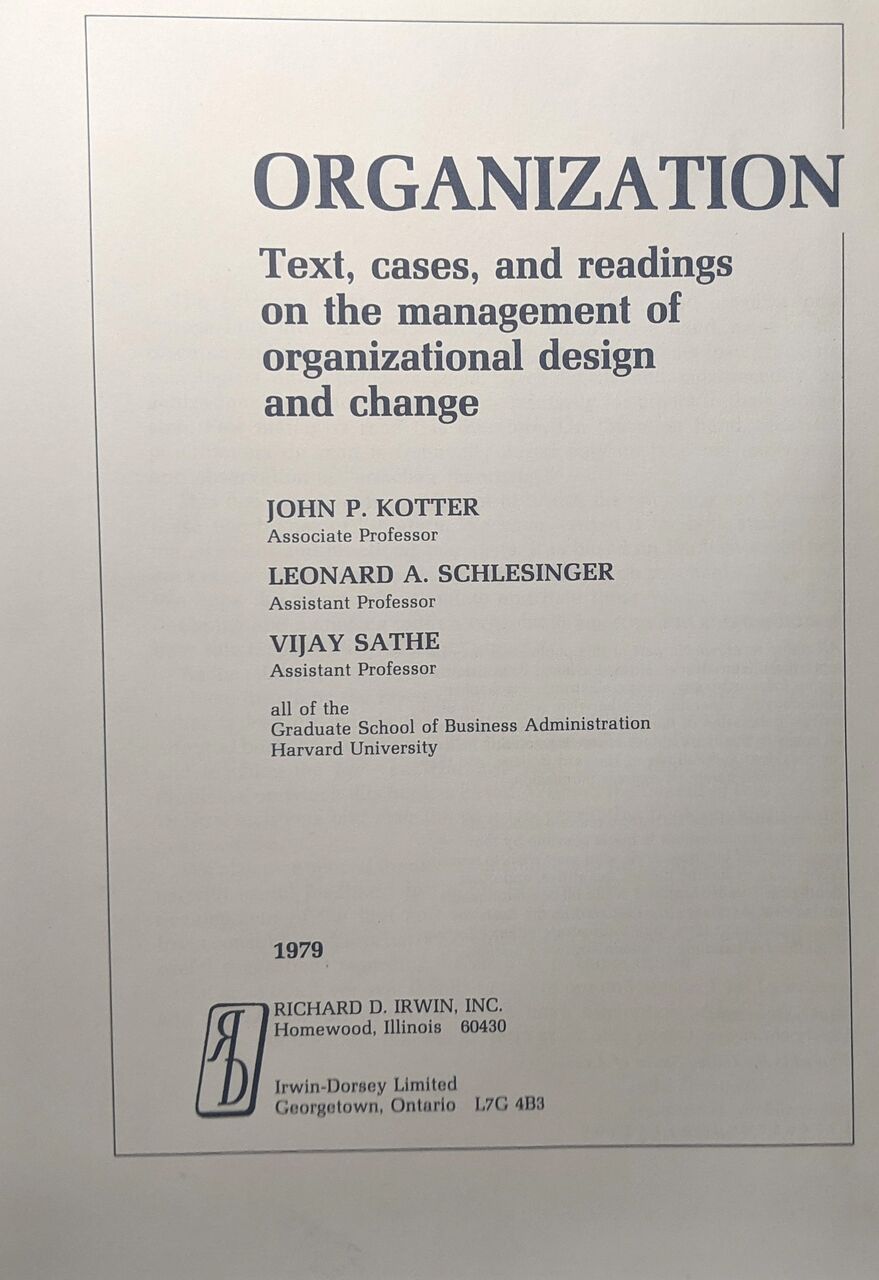 ORGANIZATION
Text, cases, and readings
on the management of
organizational design
and change
JOHN P. KOTTER
Associate Professor
LEONARD A. SCHLESINGER
Assistant Professor
VIJAY SATHE
Assistant Professor
all of the
Graduate School of Business Administration
Harvard University
1979
RICHARD D. IRWIN, INC.
Homewood, Illinois 60430
Irwin-Dorsey Limited
Georgetown, Ontario L7G 4B3